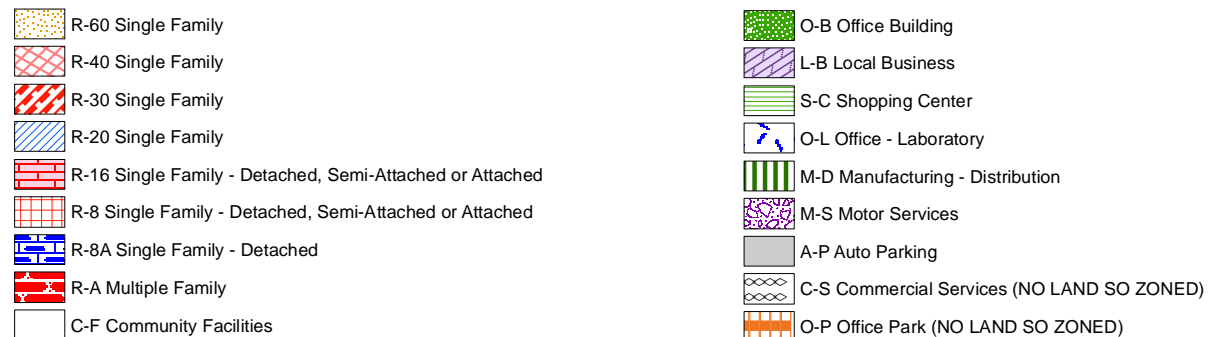 R-60 Single Family
R-40 Single Family
R-30 Single Family
R-20 Single Family
R-16 Single Family - Detached, Semi-Attached or Attached
R-8 Single Family - Detached, Semi-Attached or Attached
R-8A Single Family - Detached
R-A Multiple Family
C-F Community Facilities
O-B Office Building
L-B Local Business
S-C Shopping Center
O-L Office - Laboratory
M-D Manufacturing - Distribution
M-S Motor Services
A-P Auto Parking
C-S Commercial Services (NO LAND SO ZONED)
O-P Office Park (NO LAND SO ZONED)